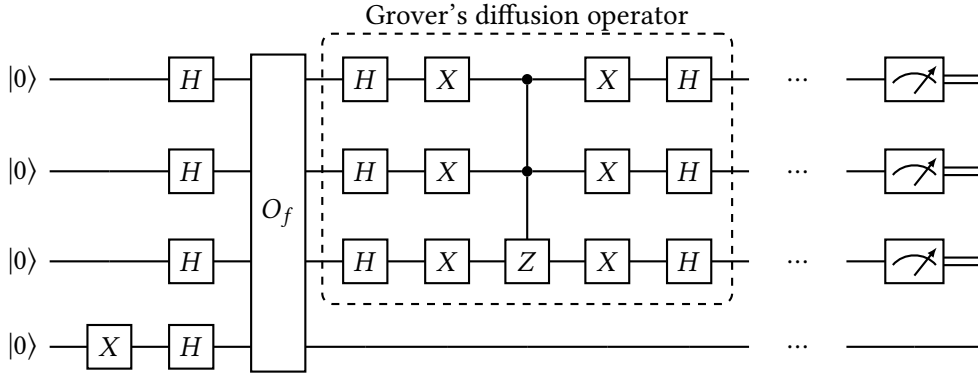 Grover's diffusion operator
|0⟩ H H X X H ...
|0⟩ H H X X H ...
O_f
|0⟩ H H X Z X H ...
|0⟩ X H ...